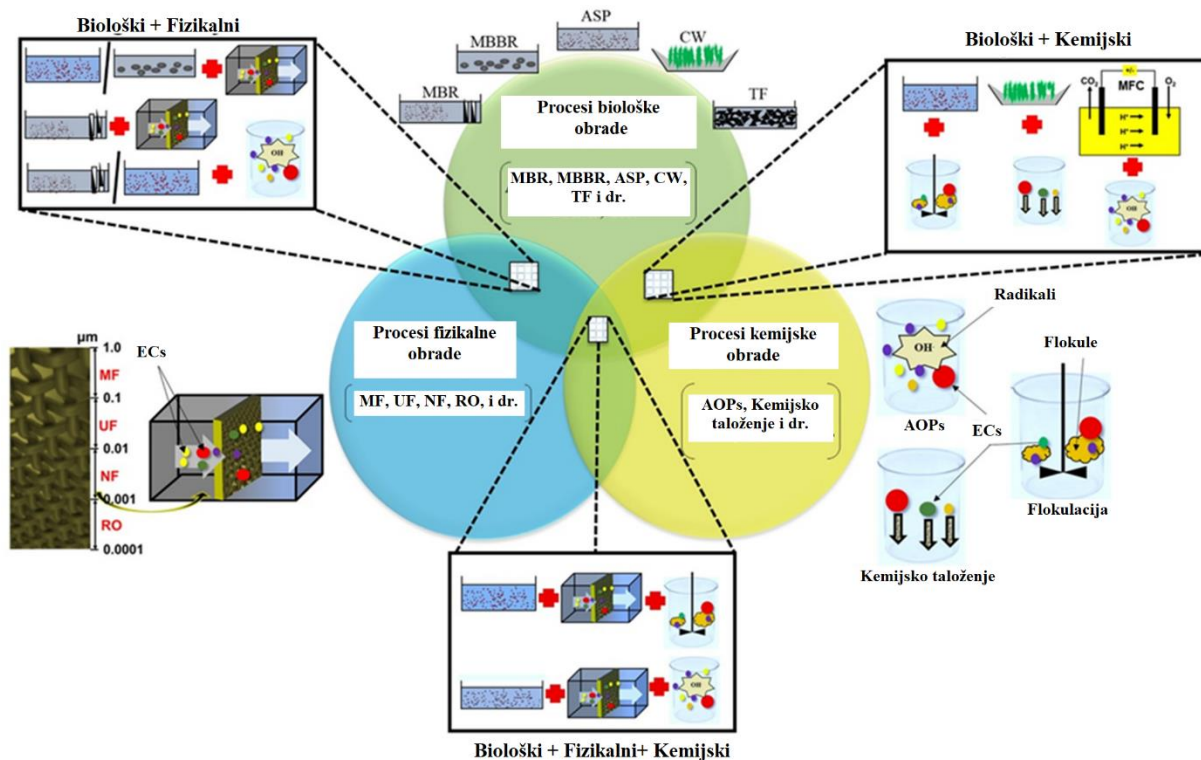 Biološki + Fizikalni
OH
MBR
MBBR
ASP
CW
TF
Procesi biološke
obrade
MBR, MBBR, ASP, CW,
TF i dr.
Biološki + Kemijski
CO₂
+/-
O₂
MFC
H⁺
H⁺
H⁺
OH
Procesi fizikalne
obrade
MF, UF, NF, RO, i dr.
Procesi kemijske
obrade
AOPs, Kemijsko
taloženje i dr.
µm
1.0
MF
0.1
UF
0.01
NF
0.001
RO
0.0001
ECs
Radikali
OH
AOPs
Flokule
ECs
Flokulacija
Kemijsko taloženje
OH
Biološki + Fizikalni+ Kemijski